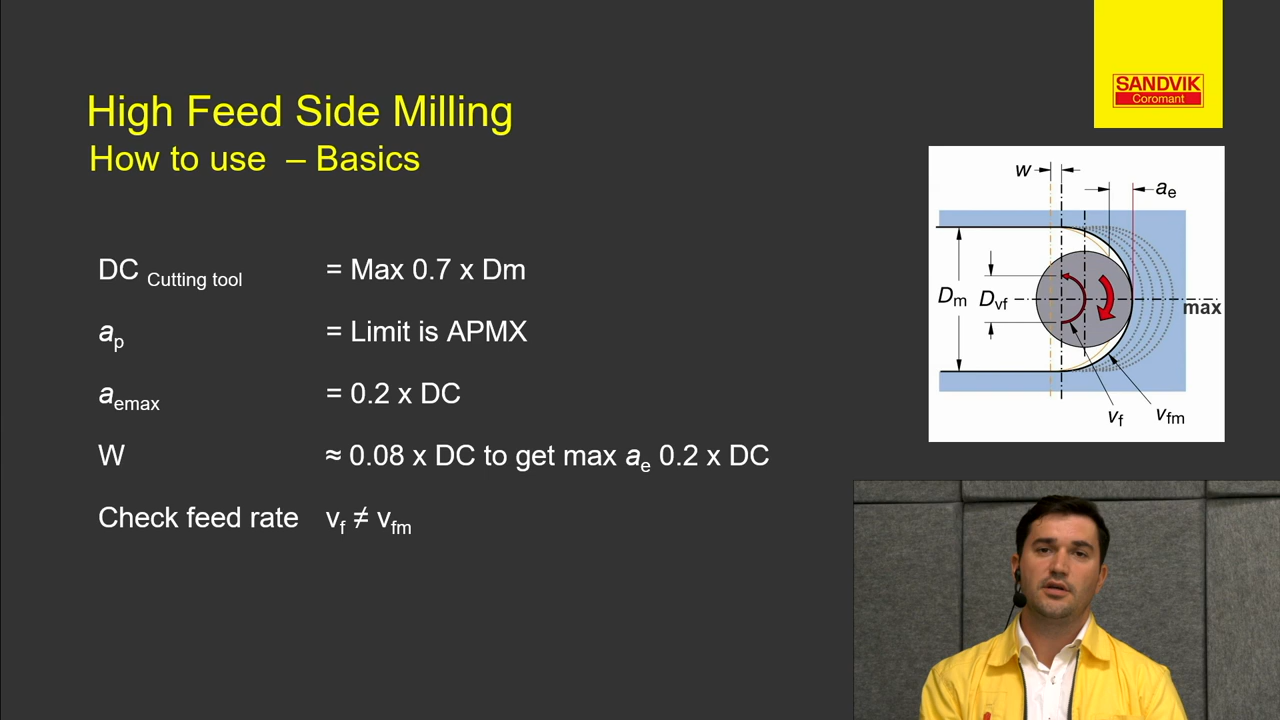 SANDVIK
Coromant
High Feed Side Milling
How to use – Basics
DC Cutting tool = Max 0.7 x Dm
ap = Limit is APMX
aemax = 0.2 x DC
W ≈ 0.08 x DC to get max ae 0.2 x DC
Check feed rate vf ≠ vfm
w
ae
Dm Dvf
max
vf vfm